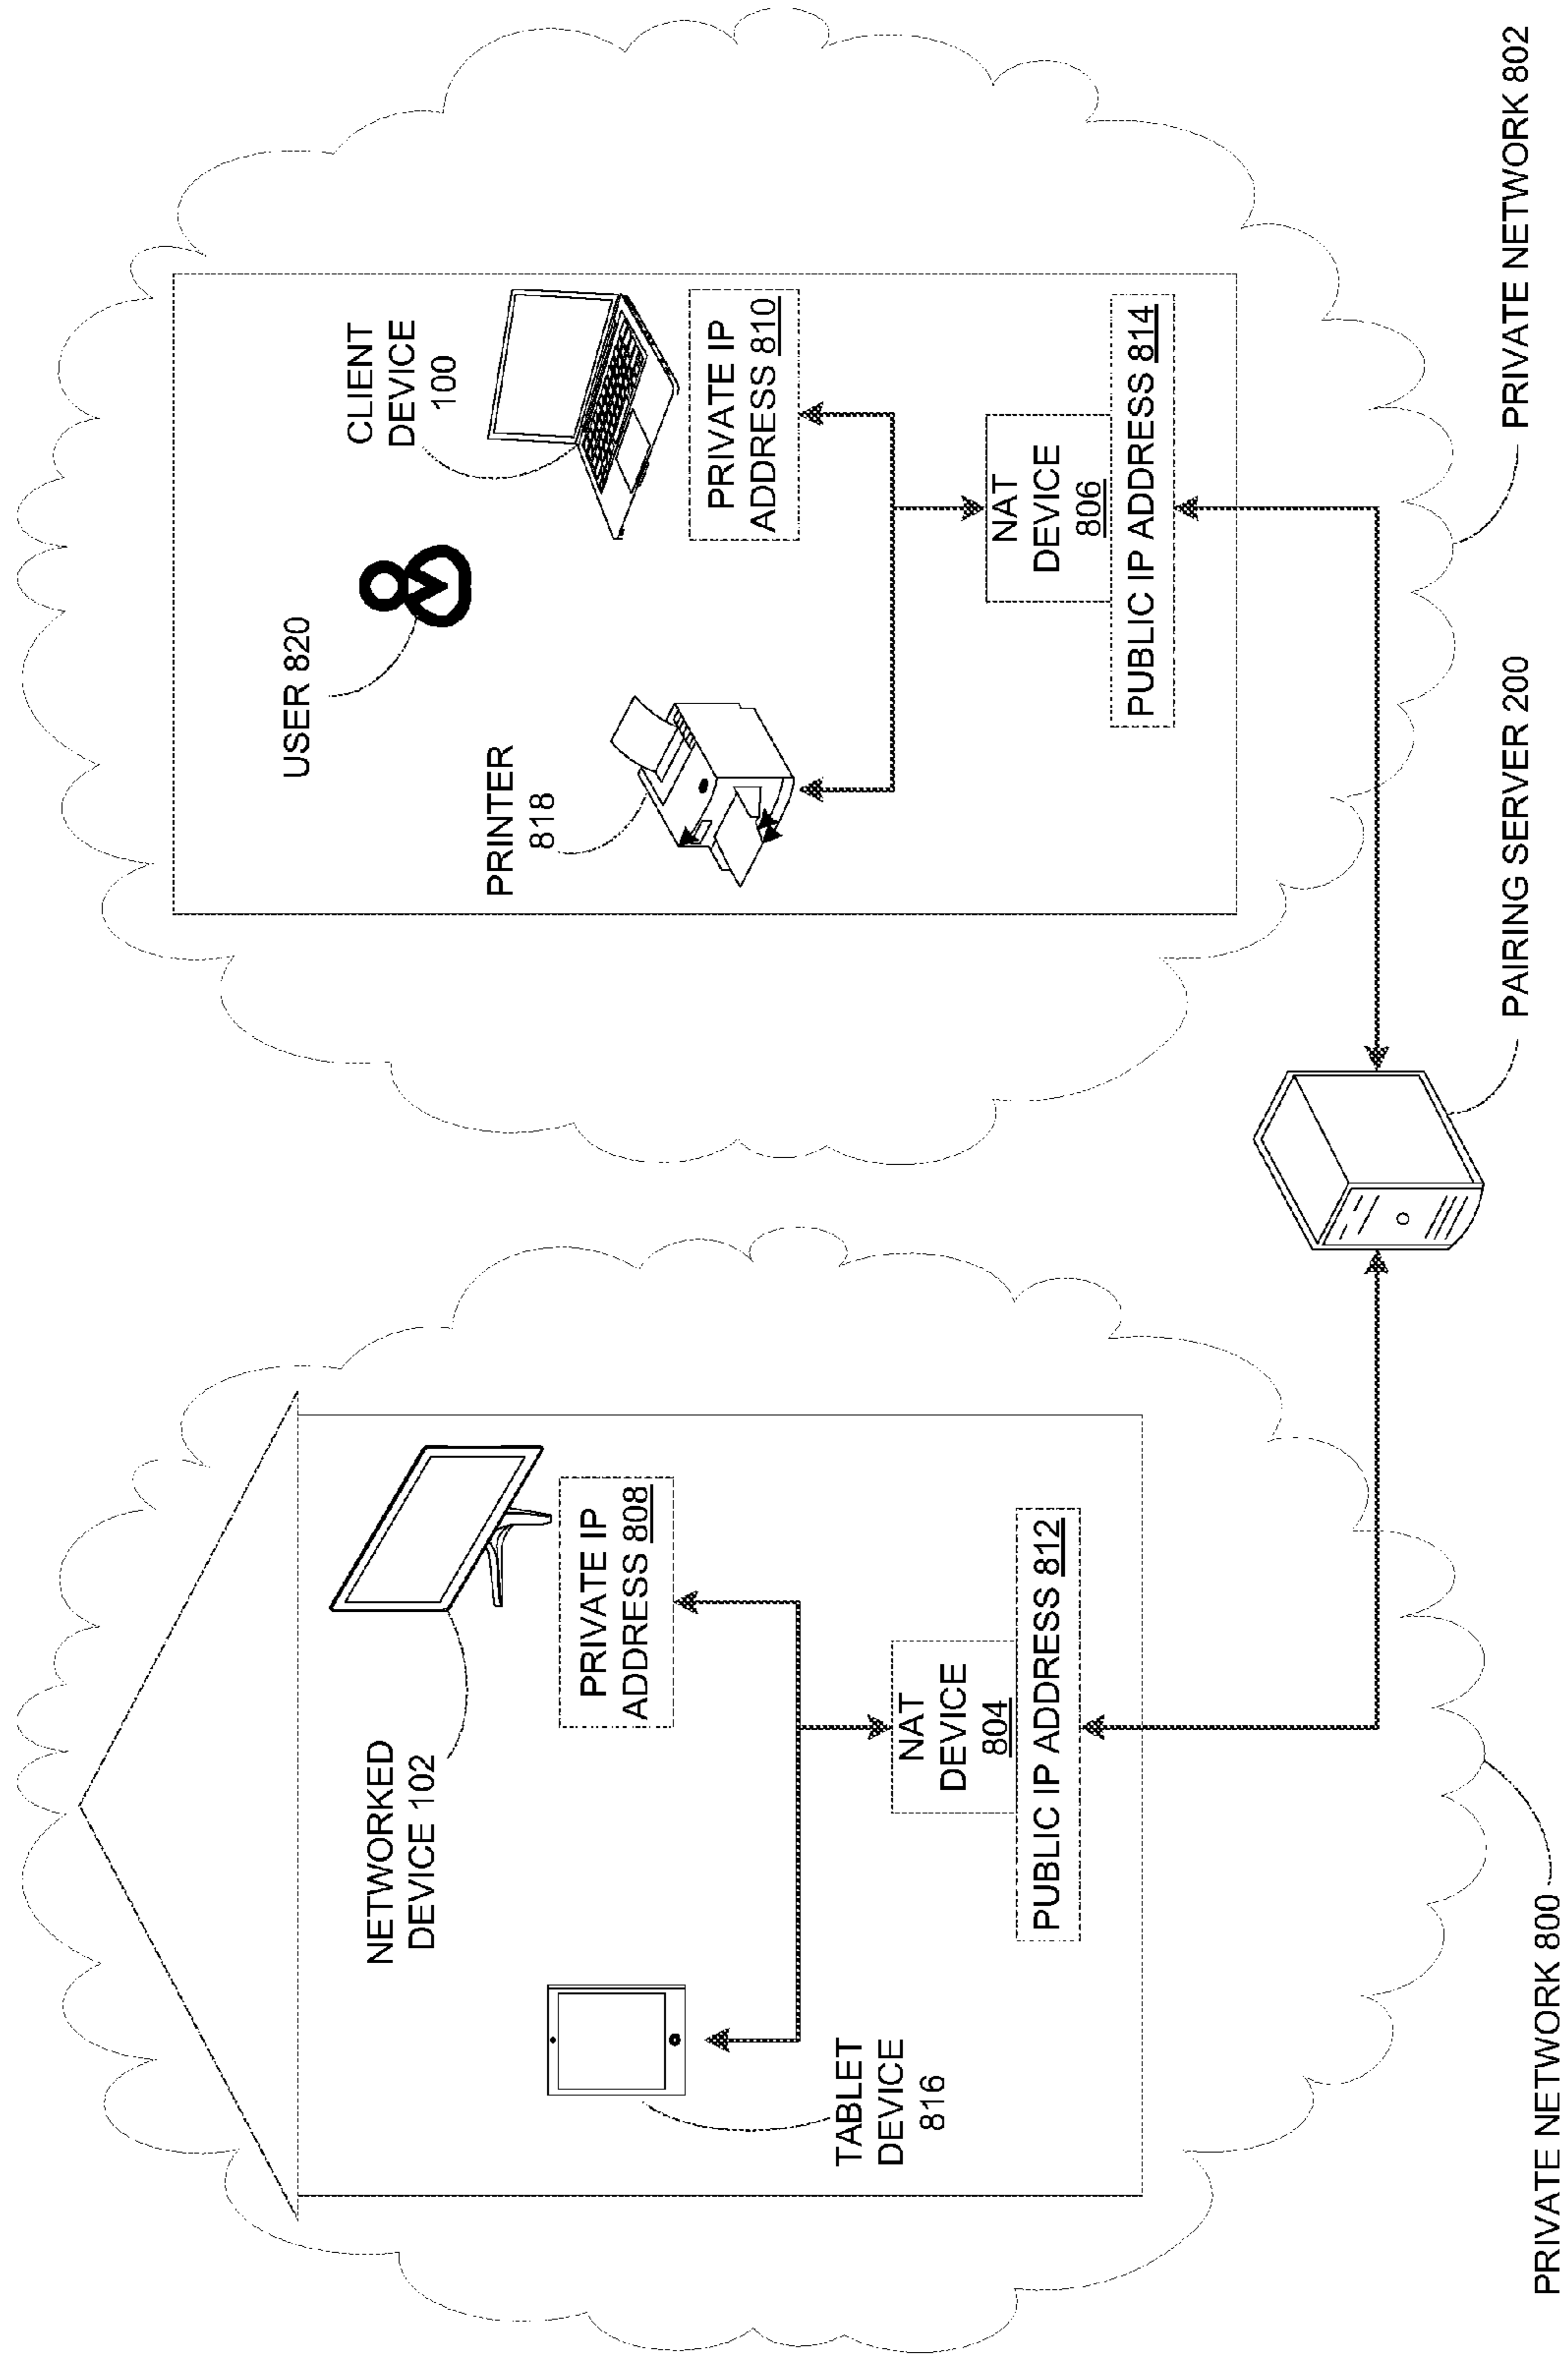 NETWORKED
DEVICE 102
TABLET
DEVICE
816
PRIVATE IP
ADDRESS 808
NAT
DEVICE
804
PUBLIC IP ADDRESS 812
PRIVATE NETWORK 800
USER 820
CLIENT
DEVICE
100
PRINTER
818
PRIVATE IP
ADDRESS 810
NAT
DEVICE
806
PUBLIC IP ADDRESS 814
PAIRING SERVER 200
PRIVATE NETWORK 802